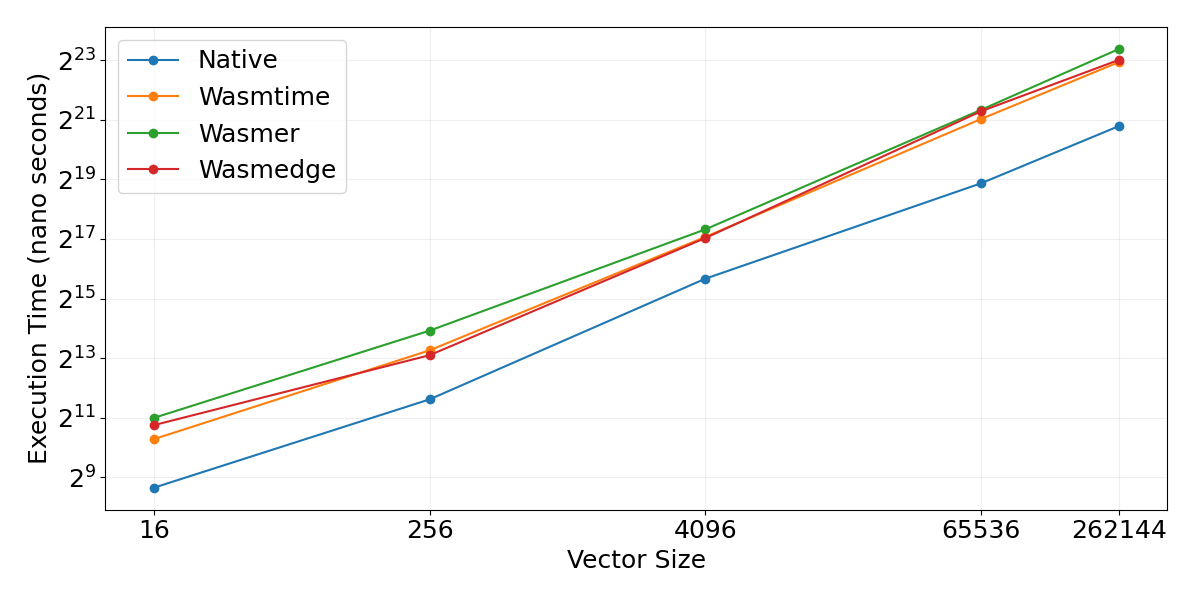 Execution Time (nano seconds)
2^23
2^21
2^19
2^17
2^15
2^13
2^11
2^9
Native
Wasmtime
Wasmer
Wasmedge
16 256 4096 65536 262144
Vector Size